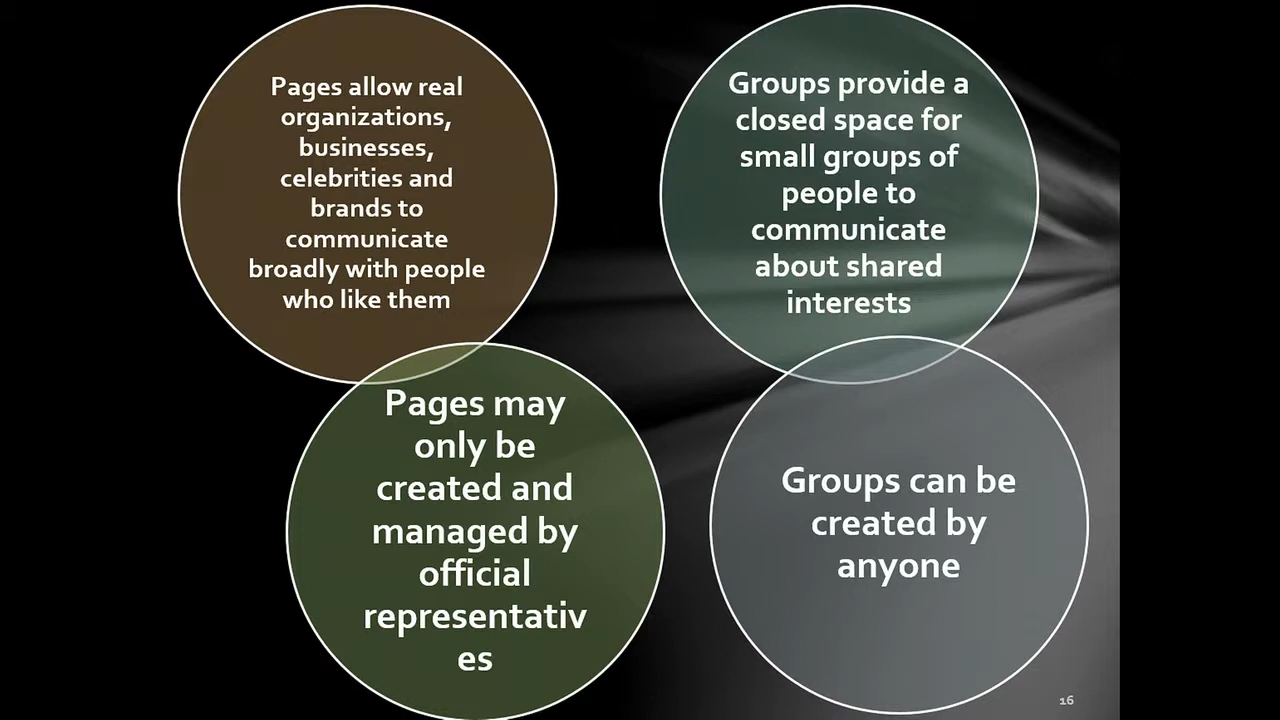 Pages allow real
organizations,
businesses,
celebrities and
brands to
communicate
broadly with people
who like them
Groups provide a
closed space for
small groups of
people to
communicate
about shared
interests
Pages may
only be
created and
managed by
official
representativ
es
Groups can be
created by
anyone
16